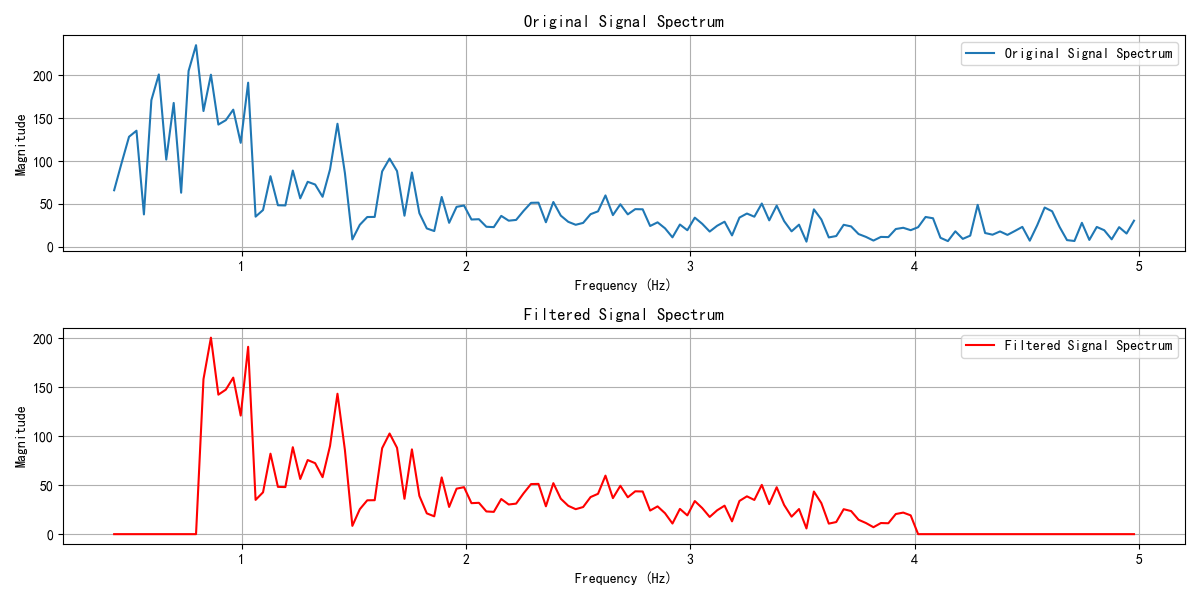 Original Signal Spectrum
Original Signal Spectrum
Magnitude
200
150
100
50
0
1
2
3
4
5
Frequency (Hz)
Filtered Signal Spectrum
Filtered Signal Spectrum
Magnitude
200
150
100
50
0
1
2
3
4
5
Frequency (Hz)